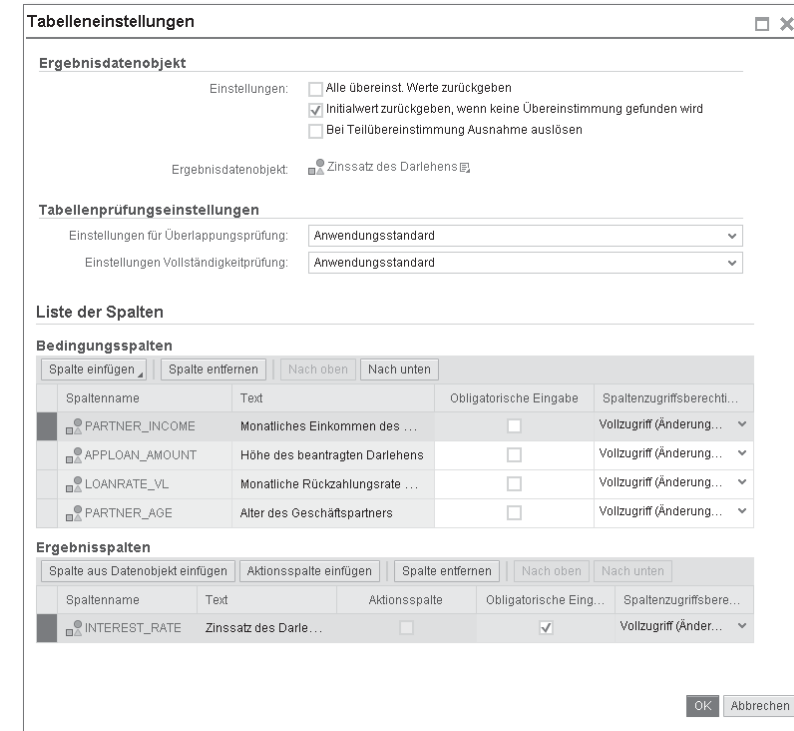 Tabelleneinstellungen
Ergebnisdatenobjekt
Einstellungen: Alle übereinst. Werte zurückgeben
Initialwert zurückgeben, wenn keine Übereinstimmung gefunden wird
Bei Teilübereinstimmung Ausnahme auslösen
Ergebnisdatenobjekt: Zinssatz des Darlehens
Tabellenprüfungseinstellungen
Einstellungen für Überlappungsprüfung: Anwendungsstandard
Einstellungen Vollständigkeitprüfung: Anwendungsstandard
Liste der Spalten
Bedingungsspalten
Spalte einfügen Spalte entfernen Nach oben Nach unten
Spaltenname Text Obligatorische Eingabe Spaltenzugriffsberechti...
PARTNER_INCOME Monatliches Einkommen des ... Vollzugriff (Änderung...
APPLOAN_AMOUNT Höhe des beantragten Darlehens Vollzugriff (Änderung...
LOANRATE_VL Monatliche Rückzahlungsrate ... Vollzugriff (Änderung...
PARTNER_AGE Alter des Geschäftspartners Vollzugriff (Änderung...
Ergebnisspalten
Spalte aus Datenobjekt einfügen Aktionsspalte einfügen Spalte entfernen Nach oben Nach unten
Spaltenname Text Aktionsspalte Obligatorische Eing... Spaltenzugriffsbere...
INTEREST_RATE Zinssatz des Darle... Vollzugriff (Änder...
OK Abbrechen